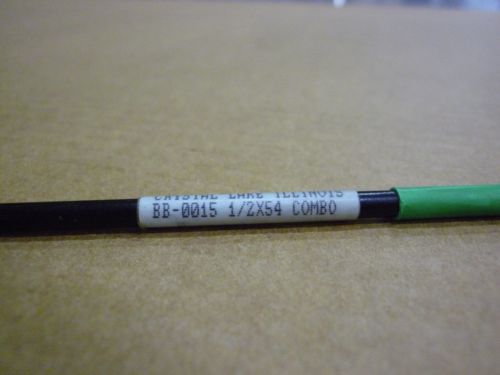 CRYSTAL LAKE ILLINOIS
BB-0015 1/2X54 COMBO